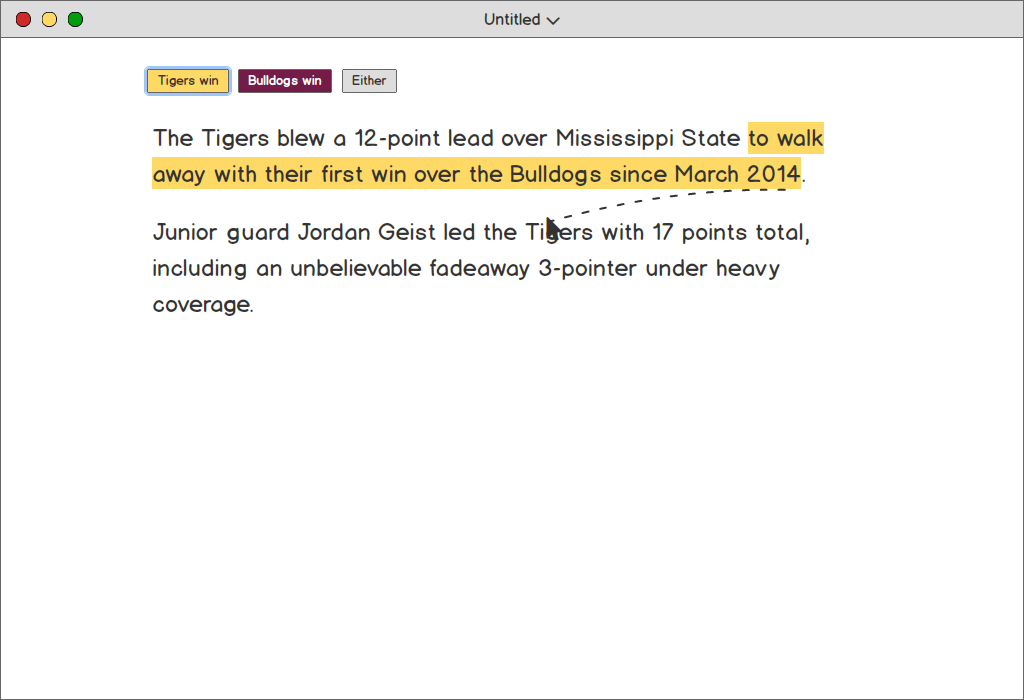 Untitled
Tigers win Bulldogs win Either
The Tigers blew a 12-point lead over Mississippi State to walk
away with their first win over the Bulldogs since March 2014.
Junior guard Jordan Geist led the Tigers with 17 points total,
including an unbelievable fadeaway 3-pointer under heavy
coverage.